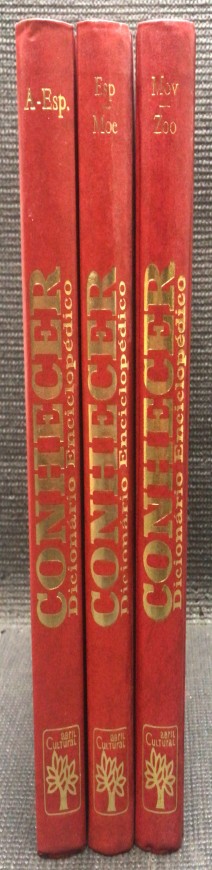 A-Esp.
CONHECER
Dicionário Enciclopédico
abril
Cultural
Esp
Moc
CONHECER
Dicionário Enciclopédico
abril
Cultural
Mov
Zoo
CONHECER
Dicionário Enciclopédico
abril
Cultural